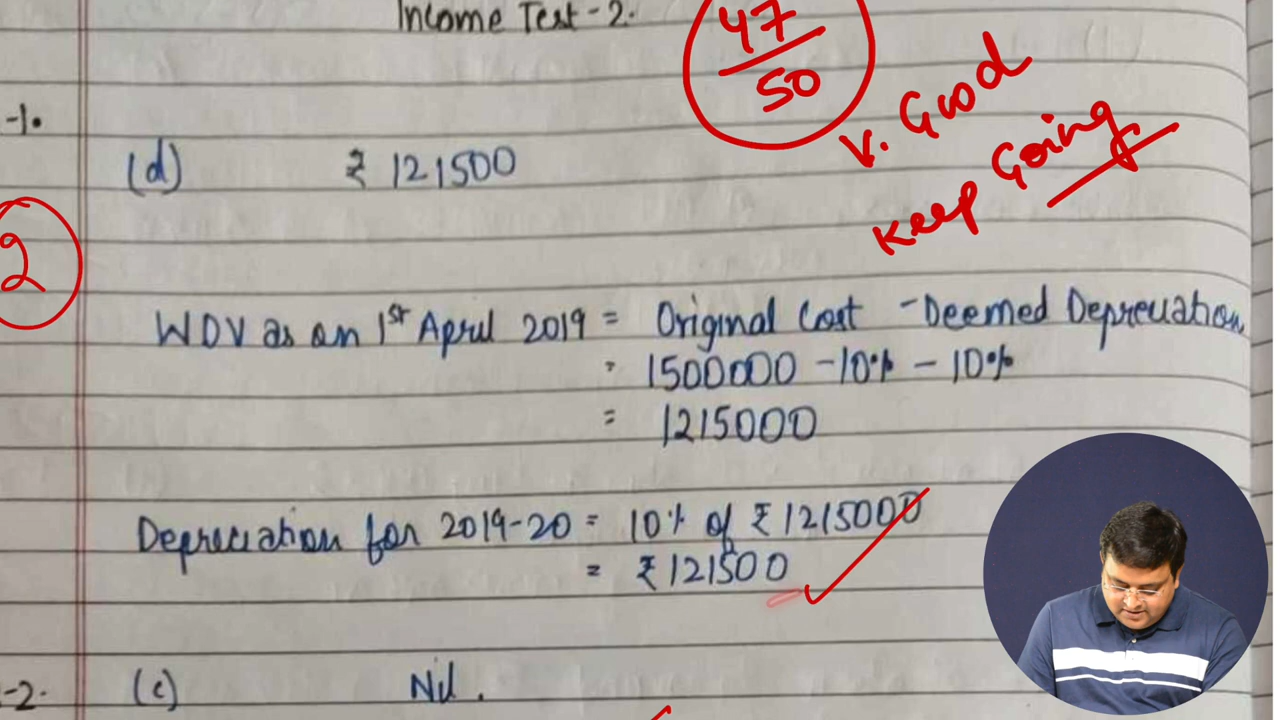 Income Test - 2.
47
50
V. Good
Keep Going
-1.
(d) ₹ 121500
2
WDV as on 1st April 2019 = Original Cost - Deemed Depreciation
= 1500000 - 10% - 10%
= 1215000
Depreciation for 2019-20 = 10% of ₹ 1215000
= ₹ 121500
-2. (c) Nil.